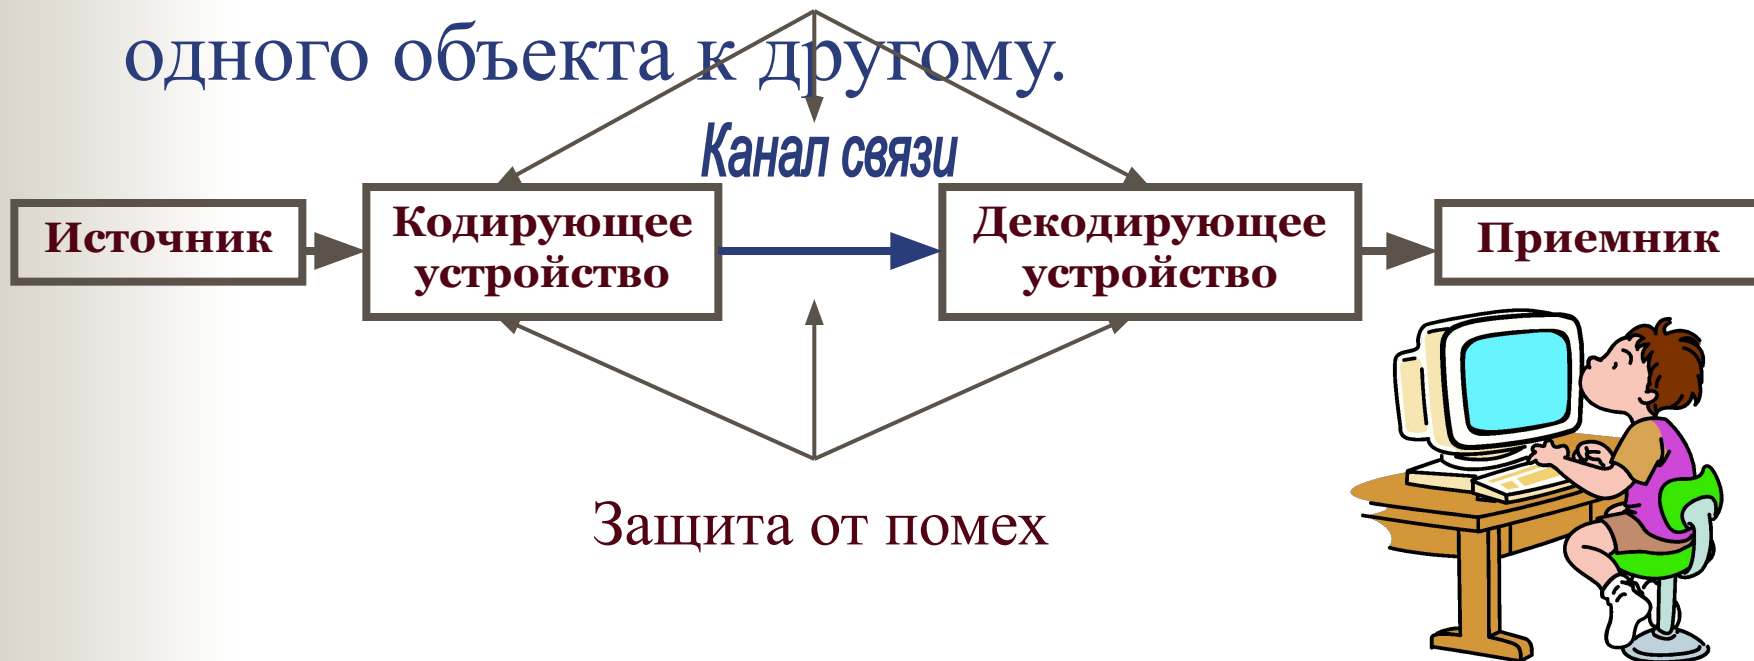 одного объекта к другому.
Канал связи
Источник
Кодирующее
устройство
Декодирующее
устройство
Приемник
Защита от помех